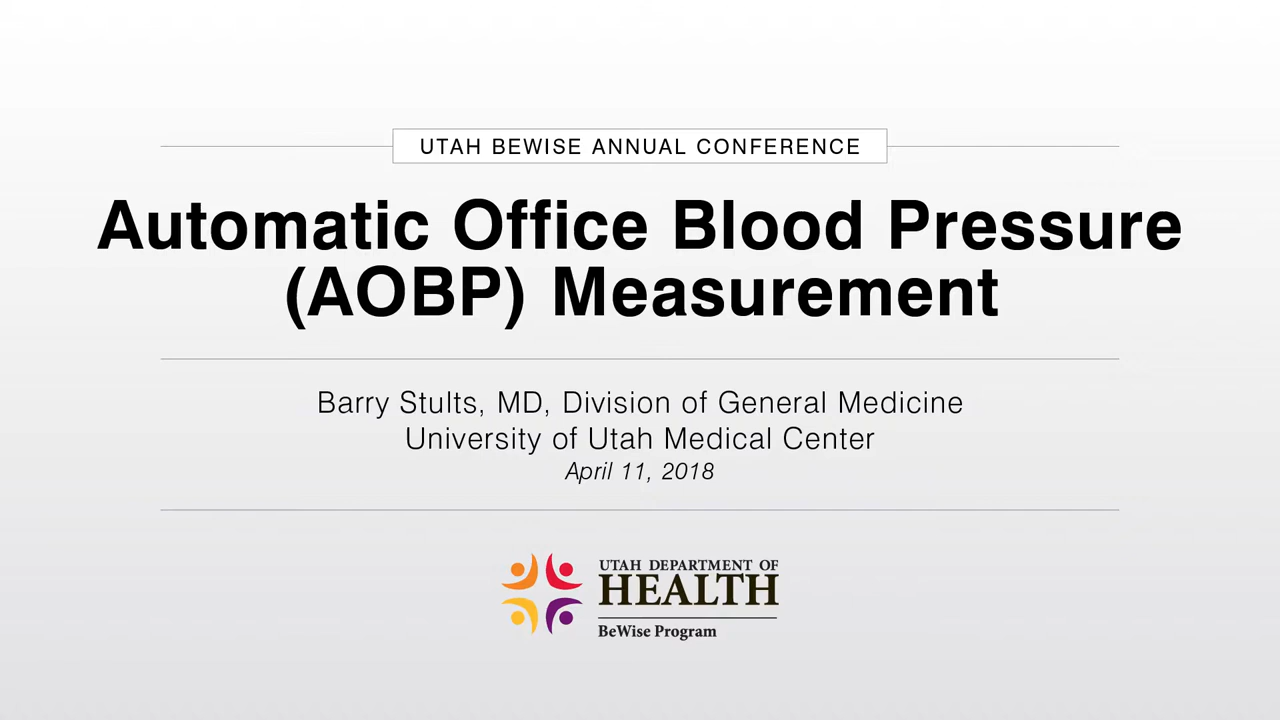 UTAH BEWISE ANNUAL CONFERENCE
Automatic Office Blood Pressure
(AOBP) Measurement
Barry Stults, MD, Division of General Medicine
University of Utah Medical Center
April 11, 2018
UTAH DEPARTMENT OF
HEALTH
BeWise Program